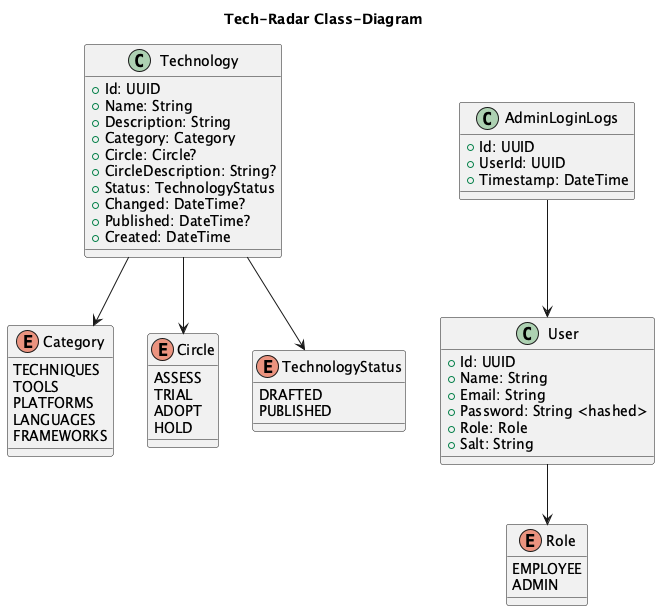 Tech-Radar Class-Diagram
C Technology
Id: UUID
Name: String
Description: String
Category: Category
Circle: Circle?
CircleDescription: String?
Status: TechnologyStatus
Changed: DateTime?
Published: DateTime?
Created: DateTime
C AdminLoginLogs
Id: UUID
UserId: UUID
Timestamp: DateTime
E Category
TECHNIQUES
TOOLS
PLATFORMS
LANGUAGES
FRAMEWORKS
E Circle
ASSESS
TRIAL
ADOPT
HOLD
E TechnologyStatus
DRAFTED
PUBLISHED
C User
Id: UUID
Name: String
Email: String
Password: String <hashed>
Role: Role
Salt: String
E Role
EMPLOYEE
ADMIN